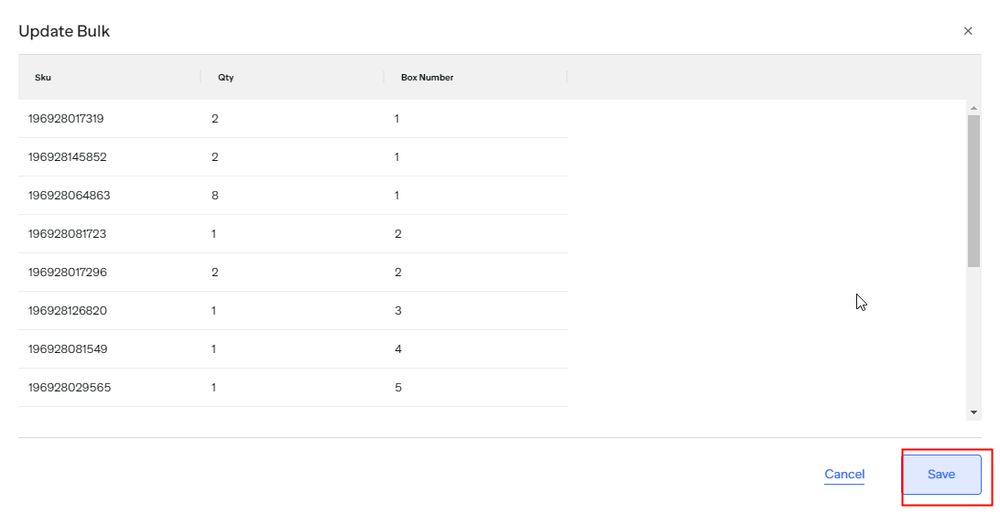 Update Bulk
Sku Qty Box Number
196928017319 2 1
196928145852 2 1
196928064863 8 1
196928081723 1 2
196928017296 2 2
196928126820 1 3
196928081549 1 4
196928029565 1 5
Cancel Save